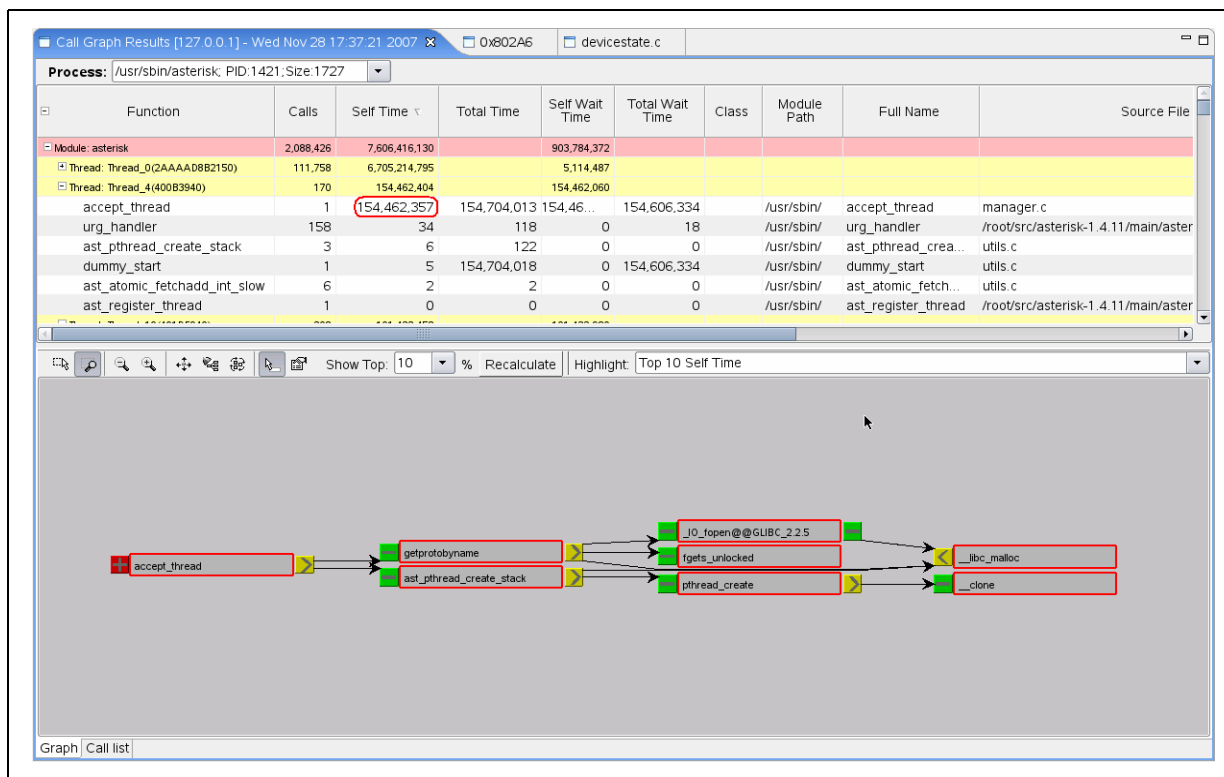 Call Graph Results [127.0.0.1] - Wed Nov 28 17:37:21 2007 0x802A6 devicestate.c
Process: /usr/sbin/asterisk; PID:1421;Size:1727
Function Calls Self Time Total Time Self Wait Time Total Wait Time Class Module Path Full Name Source File
Module: asterisk 2,088,426 7,606,416,130 903,784,372
Thread: Thread_0(2AAAAD8B2150) 111,758 6,705,214,795 5,114,487
Thread: Thread_4(400B3940) 170 154,462,404 154,462,060
accept_thread 1 154,462,357 154,704,013 154,46... 154,606,334 /usr/sbin/ accept_thread manager.c
urg_handler 158 34 118 0 18 /usr/sbin/ urg_handler /root/src/asterisk-1.4.11/main/aster
ast_pthread_create_stack 3 6 122 0 0 /usr/sbin/ ast_pthread_crea... utils.c
dummy_start 1 5 154,704,018 0 154,606,334 /usr/sbin/ dummy_start utils.c
ast_atomic_fetchadd_int_slow 6 2 2 0 0 /usr/sbin/ ast_atomic_fetch... utils.c
ast_register_thread 1 0 0 0 0 /usr/sbin/ ast_register_thread /root/src/asterisk-1.4.11/main/aster
Show Top: 10 % Recalculate Highlight: Top 10 Self Time
_IO_fopen@@GLIBC_2.2.5
getprotobyname fgets_unlocked __libc_malloc
accept_thread
ast_pthread_create_stack pthread_create __clone
Graph Call list